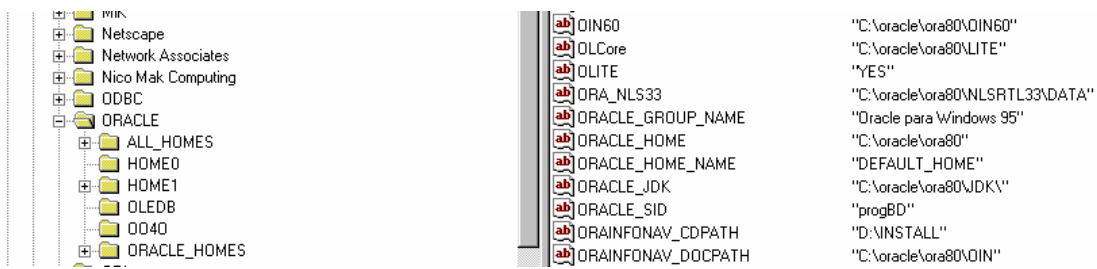 MIK
Netscape
Network Associates
Nico Mak Computing
ODBC
ORACLE
ALL_HOMES
HOME0
HOME1
OLEDB
OO4O
ORACLE_HOMES
OIN60 "C:\oracle\ora80\OIN60"
OLCore "C:\oracle\ora80\LITE"
OLITE "YES"
ORA_NLS33 "C:\oracle\ora80\NLSRTL33\DATA"
ORACLE_GROUP_NAME "Oracle para Windows 95"
ORACLE_HOME "C:\oracle\ora80"
ORACLE_HOME_NAME "DEFAULT_HOME"
ORACLE_JDK "C:\oracle\ora80\JDK\"
ORACLE_SID "progBD"
ORAINFONAV_CDPATH "D:\INSTALL"
ORAINFONAV_DOCPATH "C:\oracle\ora80\OIN"